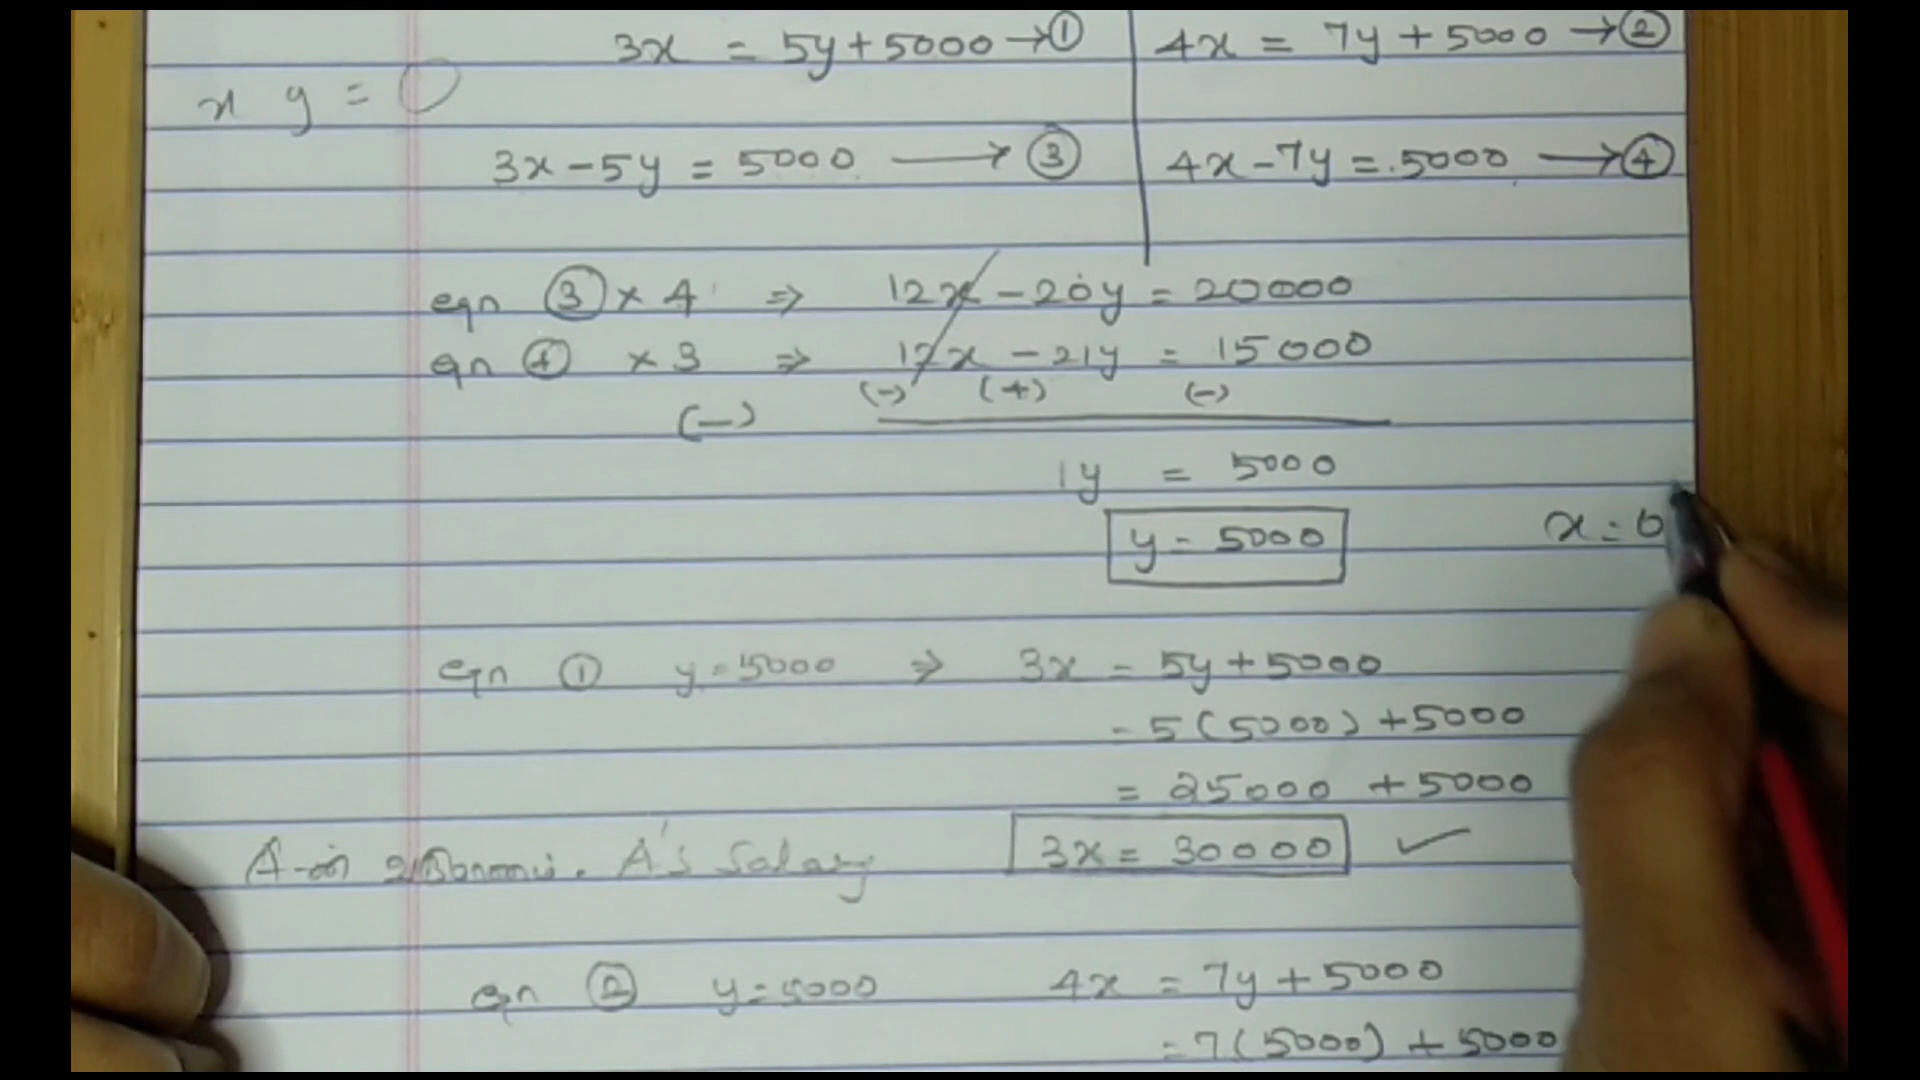 3x = 5y + 5000 → ① 4x = 7y + 5000 → ②
x y =
3x - 5y = 5000 → ③ 4x - 7y = 5000 → ④
eqn ③ × 4 ⇒ 12x - 20y = 20000
eqn ④ × 3 ⇒ 12x - 21y = 15000
(-) (+) (-)
(-)
1y = 5000
y = 5000 x = 6
eqn ① y = 5000 ⇒ 3x = 5y + 5000
= 5(5000) + 5000
= 25000 + 5000
A's Salary 3x = 30000 ✓
eqn ② y = 5000 4x = 7y + 5000
= 7(5000) + 5000